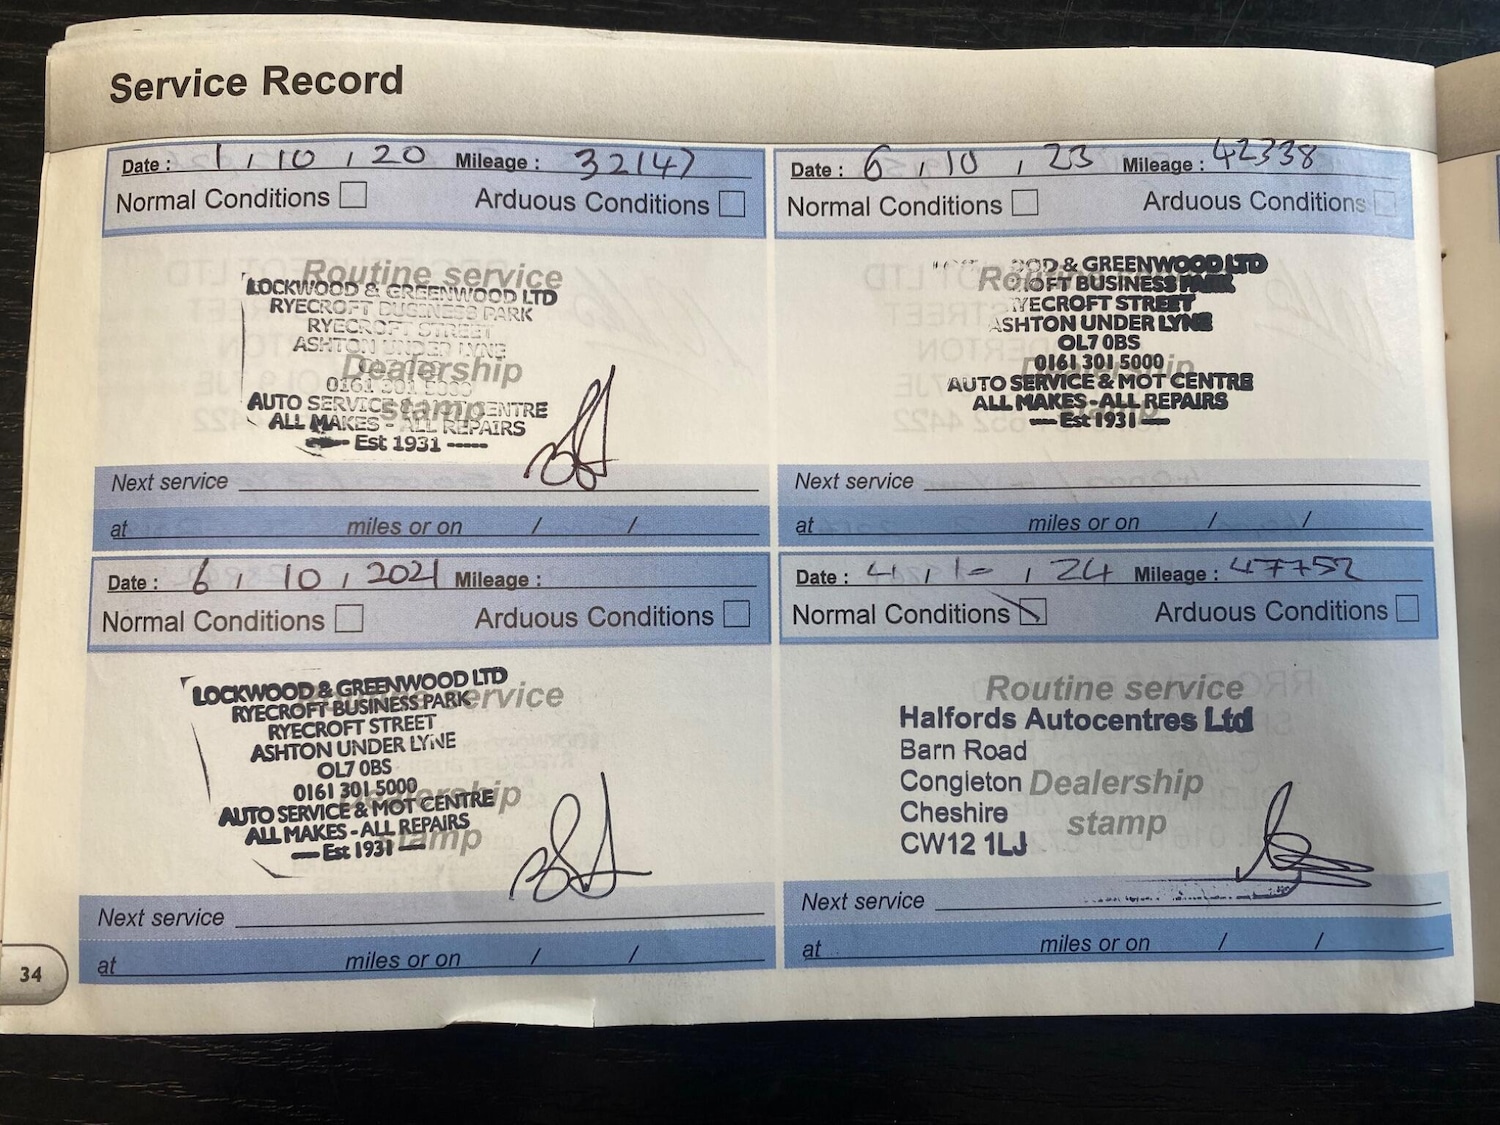 Service Record
Date : 1 , 10 , 20 Mileage : 32147
Normal Conditions Arduous Conditions
Routine service
LOCKWOOD & GREENWOOD LTD
RYECROFT BUSINESS PARK
RYECROFT STREET
ASHTON UNDER LYNE
Dealership
0161 301 5000
AUTO SERVICE & MOT CENTRE
stamp
ALL MAKES - ALL REPAIRS
Est 1931
Next service
at miles or on / /
Date : 6 , 10 , 2021 Mileage :
Normal Conditions Arduous Conditions
Routine service
LOCKWOOD & GREENWOOD LTD
RYECROFT BUSINESS PARK
RYECROFT STREET
ASHTON UNDER LYNE
OL7 0BS
0161 301 5000
Dealership
AUTO SERVICE & MOT CENTRE
ALL MAKES - ALL REPAIRS
stamp
Est 1931
Next service
at miles or on / /
34
Date : 6 , 10 , 23 Mileage : 42338
Normal Conditions Arduous Conditions
& GREENWOOD LTD
BUSINESS PARK
STREET
ASHTON UNDER LYNE
OL7 0BS
0161 301 5000
Dealership
AUTO SERVICE & MOT CENTRE
ALL MAKES - ALL REPAIRS
stamp
Est 1931
Next service
at miles or on / /
Date : 4 , , 24 Mileage : 47752
Normal Conditions Arduous Conditions
Routine service
Halfords Autocentres Ltd
Barn Road
Congleton
Dealership
Cheshire
stamp
CW12 1LJ
Next service
at miles or on / /